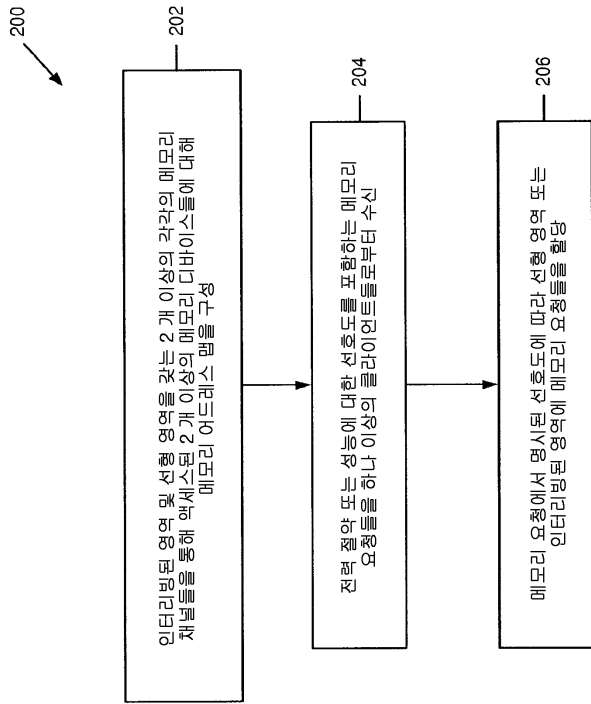 200
202
인터리빙된 영역 및 선형 영역을 갖는 2 개 이상의 각각의 메모리
채널들을 통해 액세스된 2 개 이상의 메모리 디바이스들에 대해
메모리 어드레스 맵을 구성
204
전력 절약 또는 성능에 대한 선호도를 포함하는 메모리
요청들을 하나 이상의 클라이언트들로부터 수신
206
메모리 요청에서 명시된 선호도에 따라 선형 영역 또는
인터리빙된 영역에 메모리 요청들을 할당